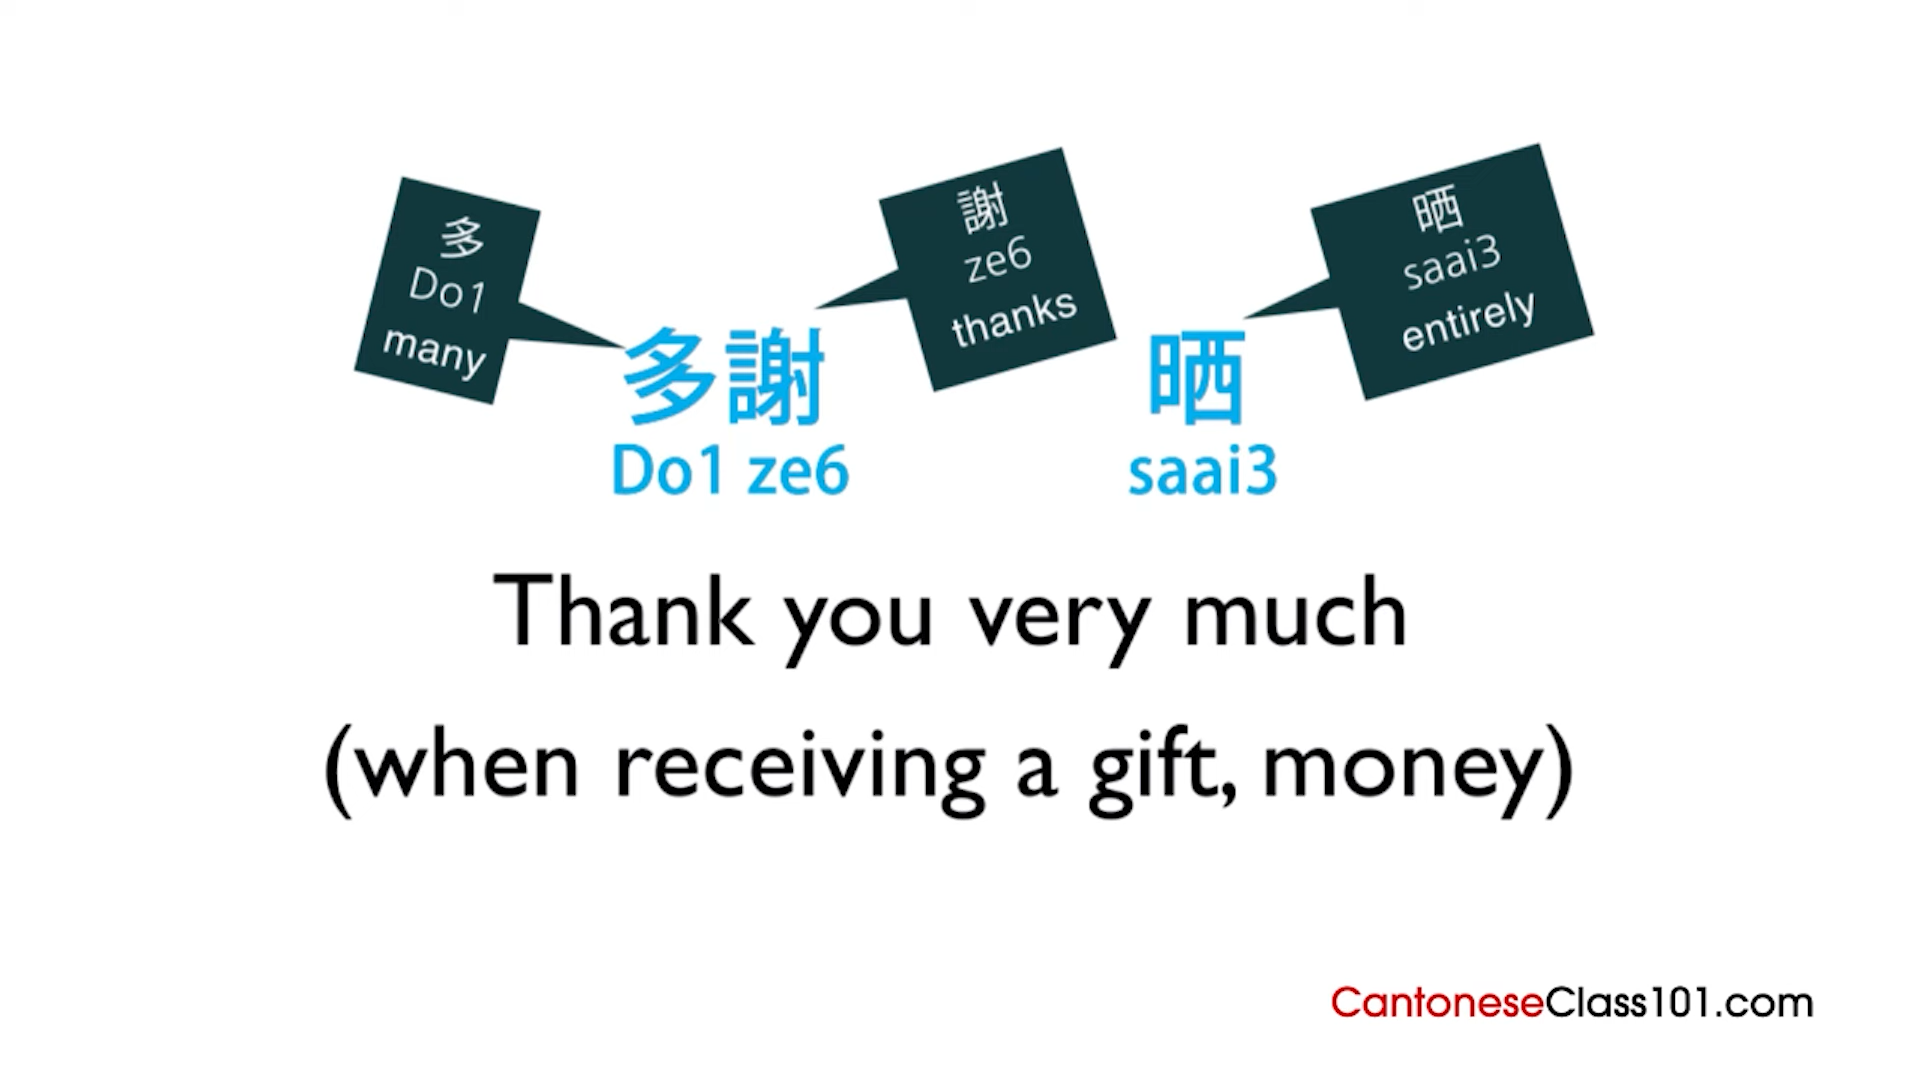 多
Do1
many
謝
ze6
thanks
晒
saai3
entirely
多謝 晒
Do1 ze6 saai3
Thank you very much
(when receiving a gift, money)
CantoneseClass101.com